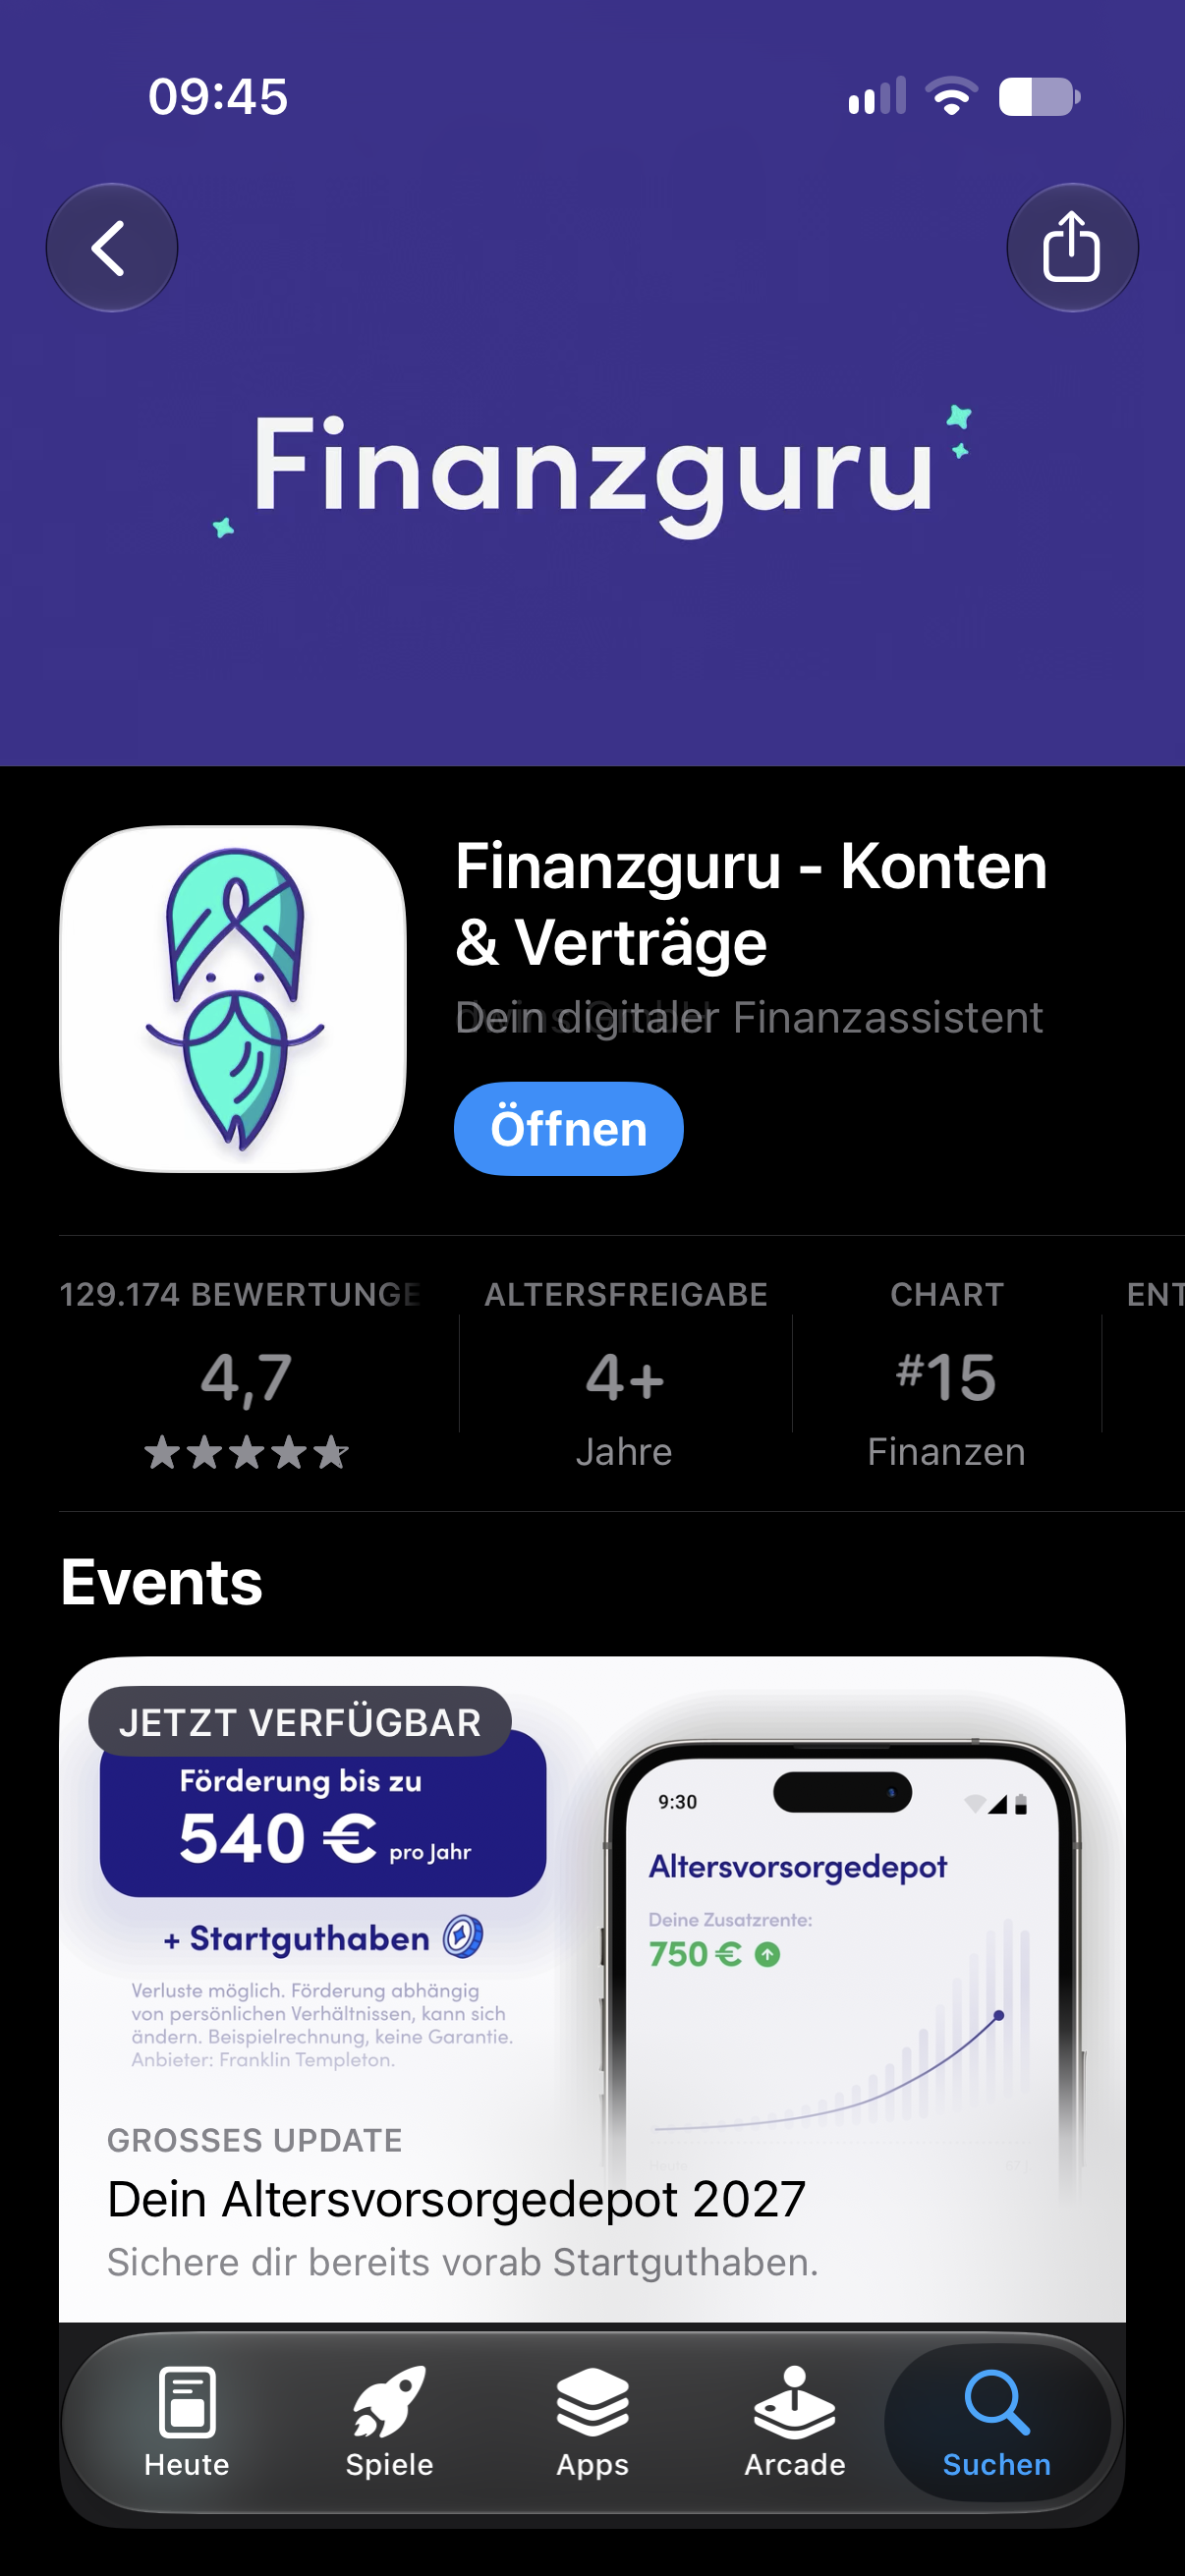 09:45
Finanzguru
Finanzguru - Konten
& Verträge
Dein digitaler Finanzassistent
Öffnen
129.174 BEWERTUNGE
4,7
ALTERSFREIGABE
4+
Jahre
CHART
#15
Finanzen
ENT
Events
JETZT VERFÜGBAR
Förderung bis zu
540 € pro Jahr
+ Startguthaben
Verluste möglich. Förderung abhängig
von persönlichen Verhältnissen, kann sich
ändern. Beispielrechnung, keine Garantie.
Anbieter: Franklin Templeton.
9:30
Altersvorsorgedepot
Deine Zusatzrente:
750 €
GROSSES UPDATE
Dein Altersvorsorgedepot 2027
Sichere dir bereits vorab Startguthaben.
Heute
Spiele
Apps
Arcade
Suchen